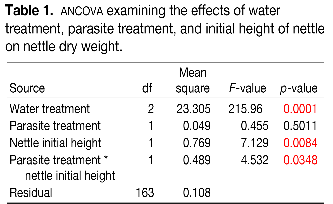 Table 1. ANCOVA examining the effects of water
treatment, parasite treatment, and initial height of nettle
on nettle dry weight.
Source df Mean square F-value p-value
Water treatment 2 23.305 215.96 0.0001
Parasite treatment 1 0.049 0.455 0.5011
Nettle initial height 1 0.769 7.129 0.0084
Parasite treatment * 1 0.489 4.532 0.0348
nettle initial height
Residual 163 0.108